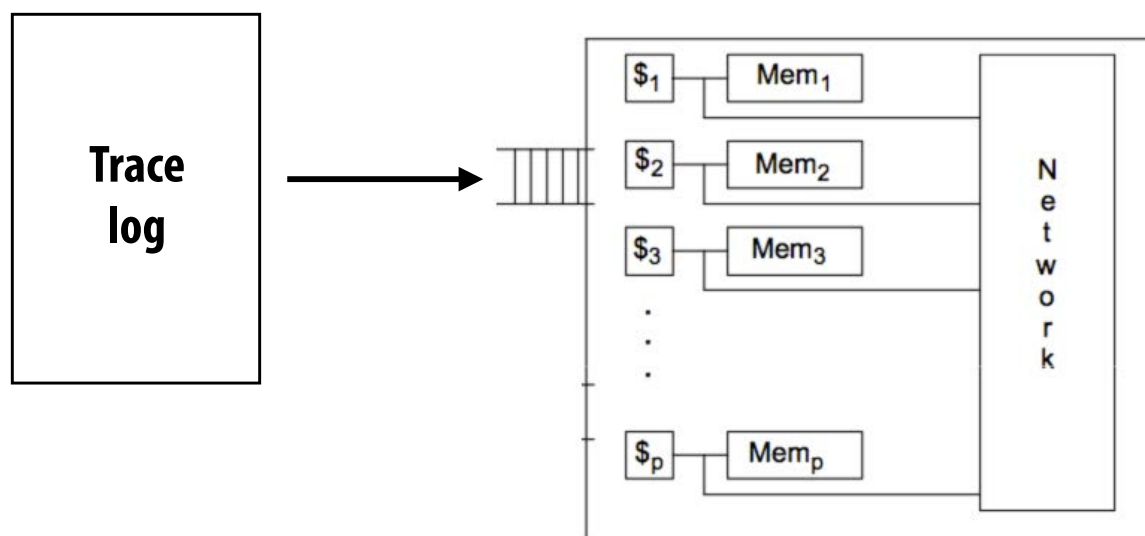 Trace
log
$1 Mem1
$2 Mem2
$3 Mem3
.
.
.
$p Memp
N
e
t
w
o
r
k